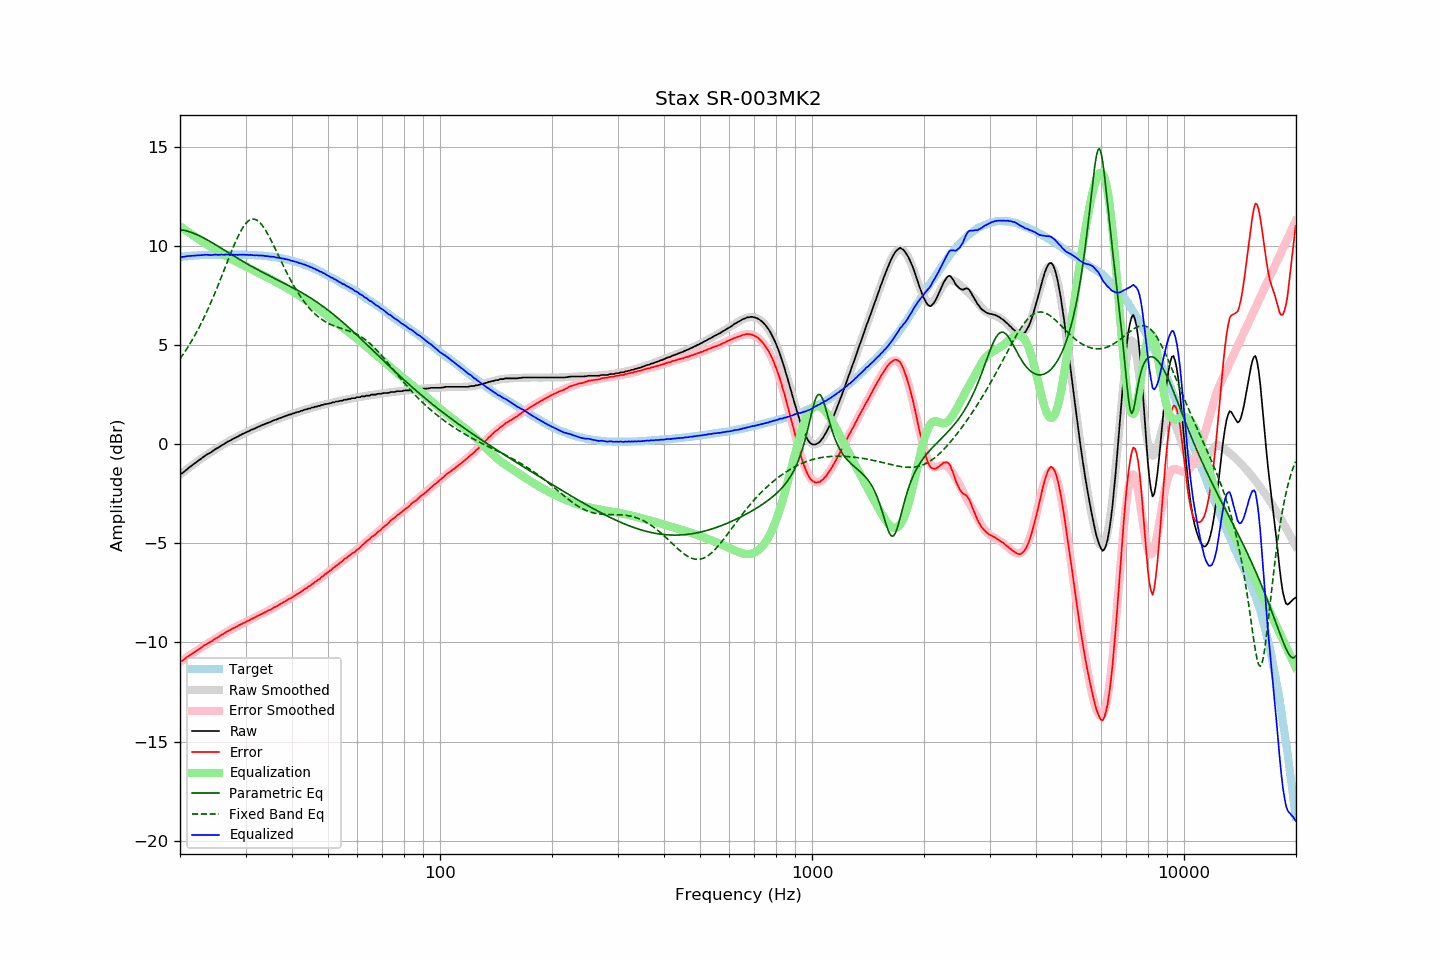 Stax SR-003MK2
Amplitude (dBr)
15
10
5
0
−5
−10
−15
−20
Target
Raw Smoothed
Error Smoothed
Raw
Error
Equalization
Parametric Eq
Fixed Band Eq
Equalized
100
1000
10000
Frequency (Hz)